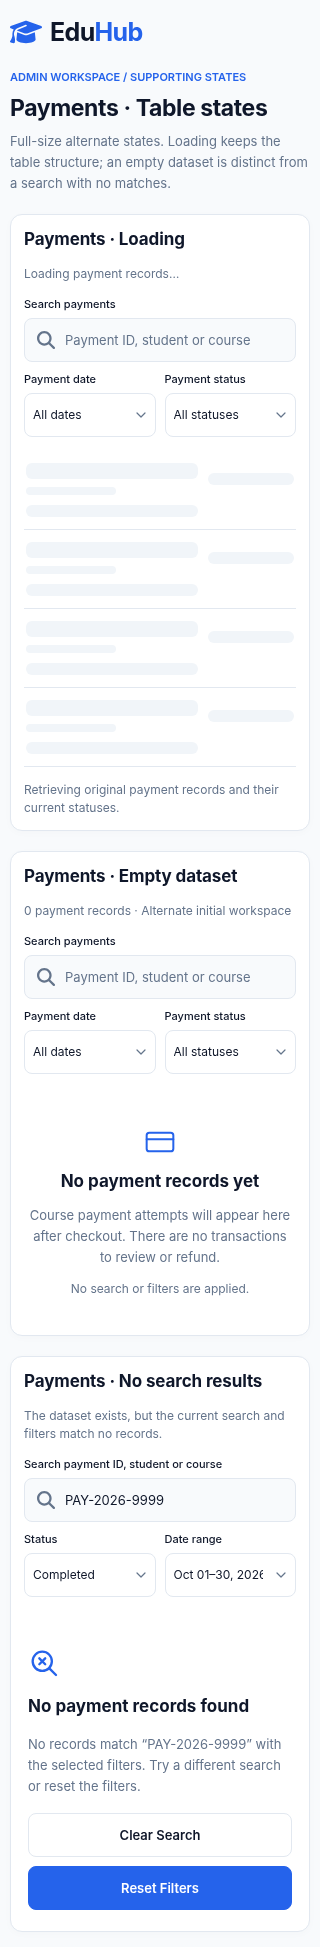 EduHub
ADMIN WORKSPACE / SUPPORTING STATES
Payments · Table states
Full-size alternate states. Loading keeps the
table structure; an empty dataset is distinct from
a search with no matches.
Payments · Loading
Loading payment records...
Search payments
Payment ID, student or course
Payment date
Payment status
All dates
All statuses
Retrieving original payment records and their
current statuses.
Payments · Empty dataset
0 payment records · Alternate initial workspace
Search payments
Payment ID, student or course
Payment date
Payment status
All dates
All statuses
No payment records yet
Course payment attempts will appear here
after checkout. There are no transactions
to review or refund.
No search or filters are applied.
Payments · No search results
The dataset exists, but the current search and
filters match no records.
Search payment ID, student or course
PAY-2026-9999
Status
Date range
Completed
Oct 01–30, 2026
No payment records found
No records match “PAY-2026-9999” with
the selected filters. Try a different search
or reset the filters.
Clear Search
Reset Filters